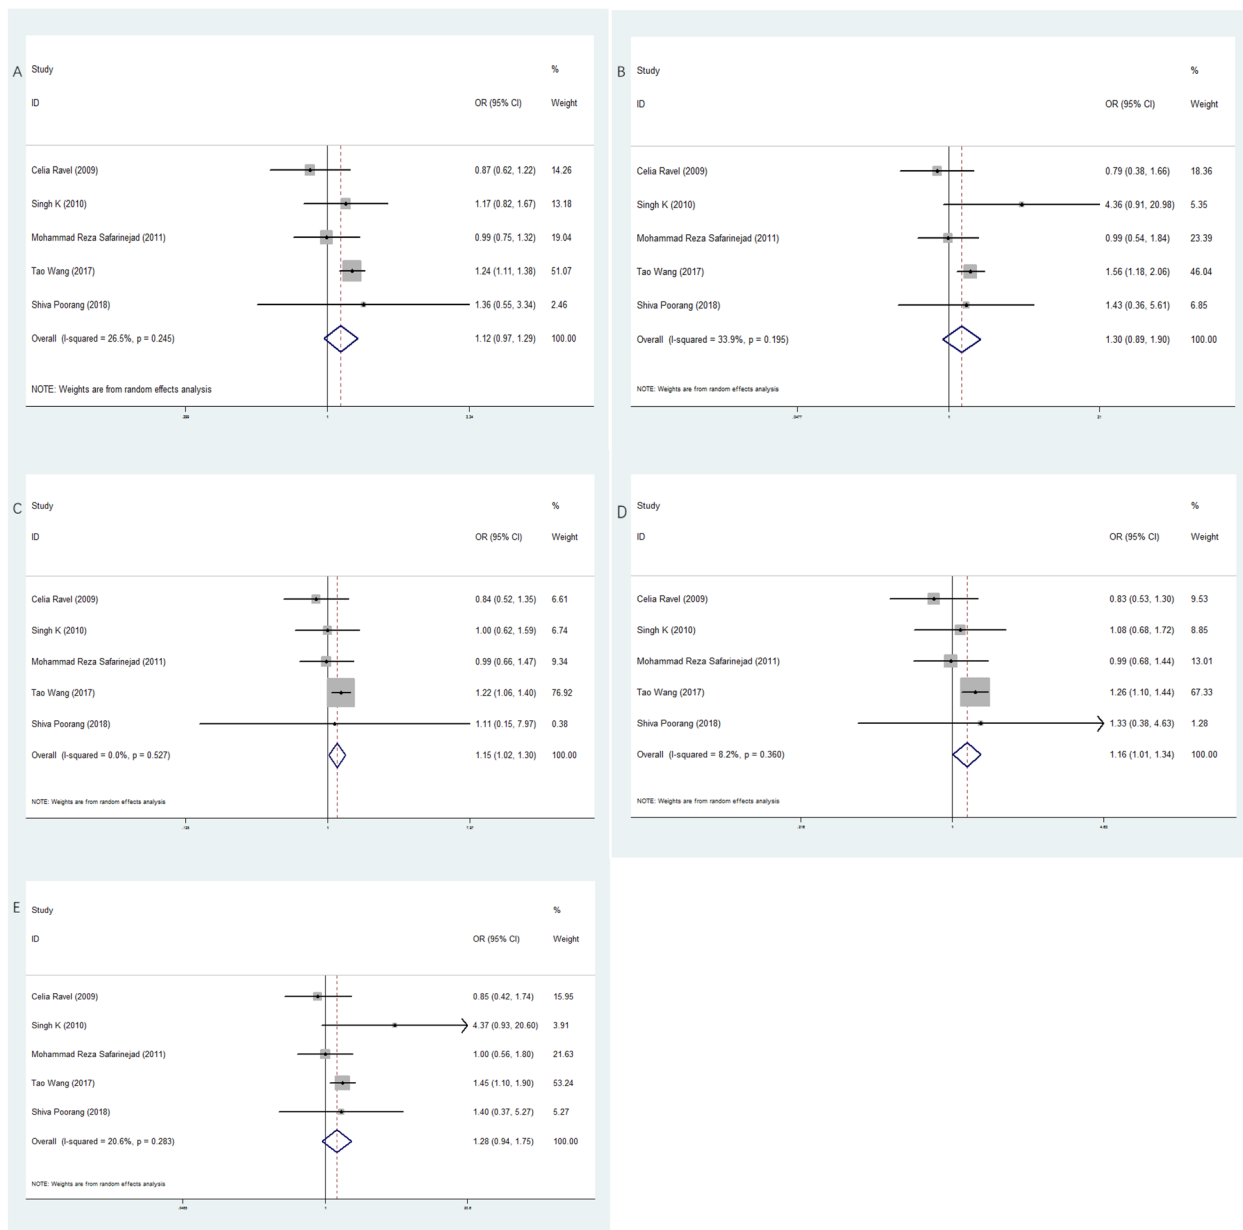 A
Study %
ID OR (95% CI) Weight
Celia Ravel (2009) 0.87 (0.62, 1.22) 14.26
Singh K (2010) 1.17 (0.82, 1.67) 13.18
Mohammad Reza Safarinejad (2011) 0.99 (0.75, 1.32) 19.04
Tao Wang (2017) 1.24 (1.11, 1.38) 51.07
Shiva Poorang (2018) 1.36 (0.55, 3.34) 2.46
Overall (I-squared = 26.5%, p = 0.245) 1.12 (0.97, 1.29) 100.00
NOTE: Weights are from random effects analysis
1 3.34
B
Study %
ID OR (95% CI) Weight
Celia Ravel (2009) 0.79 (0.38, 1.66) 18.36
Singh K (2010) 4.36 (0.91, 20.98) 5.35
Mohammad Reza Safarinejad (2011) 0.99 (0.54, 1.84) 23.39
Tao Wang (2017) 1.56 (1.18, 2.06) 46.04
Shiva Poorang (2018) 1.43 (0.36, 5.61) 6.85
Overall (I-squared = 33.9%, p = 0.195) 1.30 (0.89, 1.90) 100.00
NOTE: Weights are from random effects analysis
.0477 1 21
C
Study %
ID OR (95% CI) Weight
Celia Ravel (2009) 0.84 (0.52, 1.35) 6.61
Singh K (2010) 1.00 (0.62, 1.59) 6.74
Mohammad Reza Safarinejad (2011) 0.99 (0.66, 1.47) 9.34
Tao Wang (2017) 1.22 (1.06, 1.40) 76.92
Shiva Poorang (2018) 1.11 (0.15, 7.97) 0.38
Overall (I-squared = 0.0%, p = 0.527) 1.15 (1.02, 1.30) 100.00
NOTE: Weights are from random effects analysis
1 7.97
D
Study %
ID OR (95% CI) Weight
Celia Ravel (2009) 0.83 (0.53, 1.30) 9.53
Singh K (2010) 1.08 (0.68, 1.72) 8.85
Mohammad Reza Safarinejad (2011) 0.99 (0.68, 1.44) 13.01
Tao Wang (2017) 1.26 (1.10, 1.44) 67.33
Shiva Poorang (2018) 1.33 (0.38, 4.63) 1.28
Overall (I-squared = 8.2%, p = 0.360) 1.16 (1.01, 1.34) 100.00
NOTE: Weights are from random effects analysis
.216 1 4.63
E
Study %
ID OR (95% CI) Weight
Celia Ravel (2009) 0.85 (0.42, 1.74) 15.95
Singh K (2010) 4.37 (0.93, 20.60) 3.91
Mohammad Reza Safarinejad (2011) 1.00 (0.56, 1.80) 21.63
Tao Wang (2017) 1.45 (1.10, 1.90) 53.24
Shiva Poorang (2018) 1.40 (0.37, 5.27) 5.27
Overall (I-squared = 20.6%, p = 0.283) 1.28 (0.94, 1.75) 100.00
NOTE: Weights are from random effects analysis
1 20.6